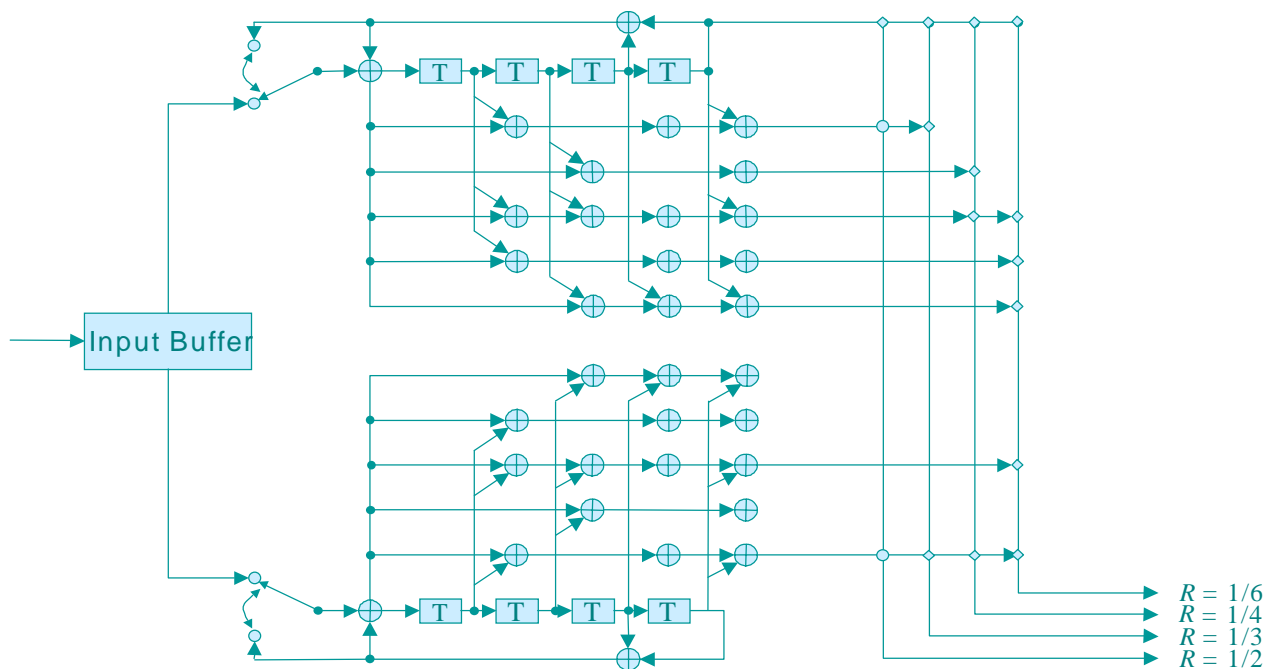 T T T T
Input Buffer
T T T T
R = 1/6
R = 1/4
R = 1/3
R = 1/2